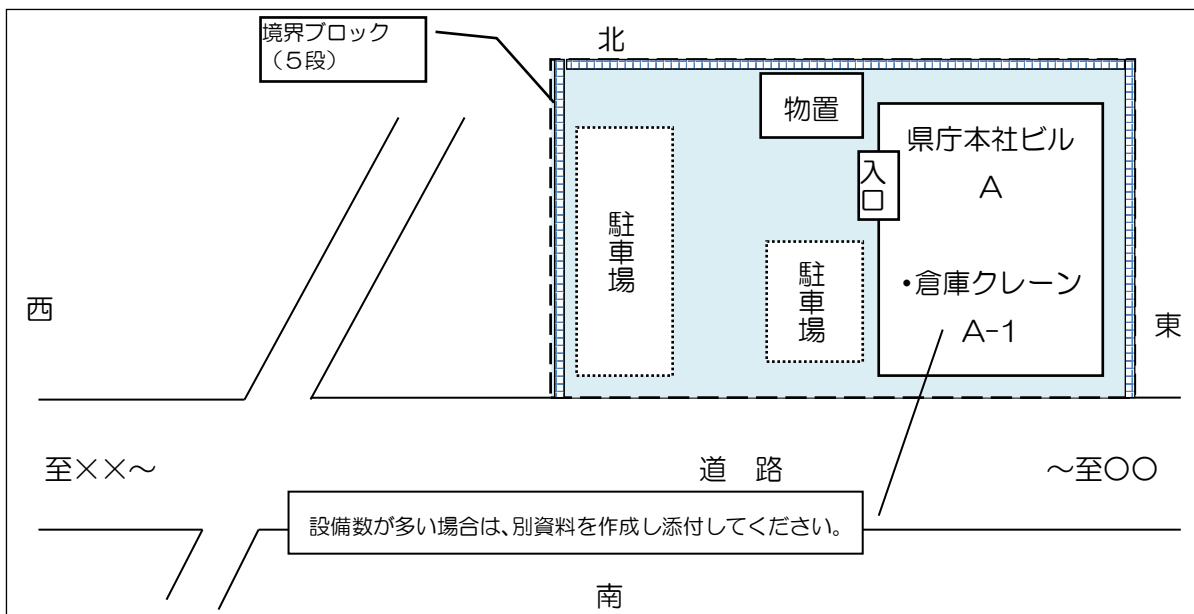 境界ブロック
（５段）
北
物置
県庁本社ビル
A
入口
駐車場
駐車場
・倉庫クレーン
A-1
西
東
至××～
道　路
～至〇〇
設備数が多い場合は、別資料を作成し添付してください。
南